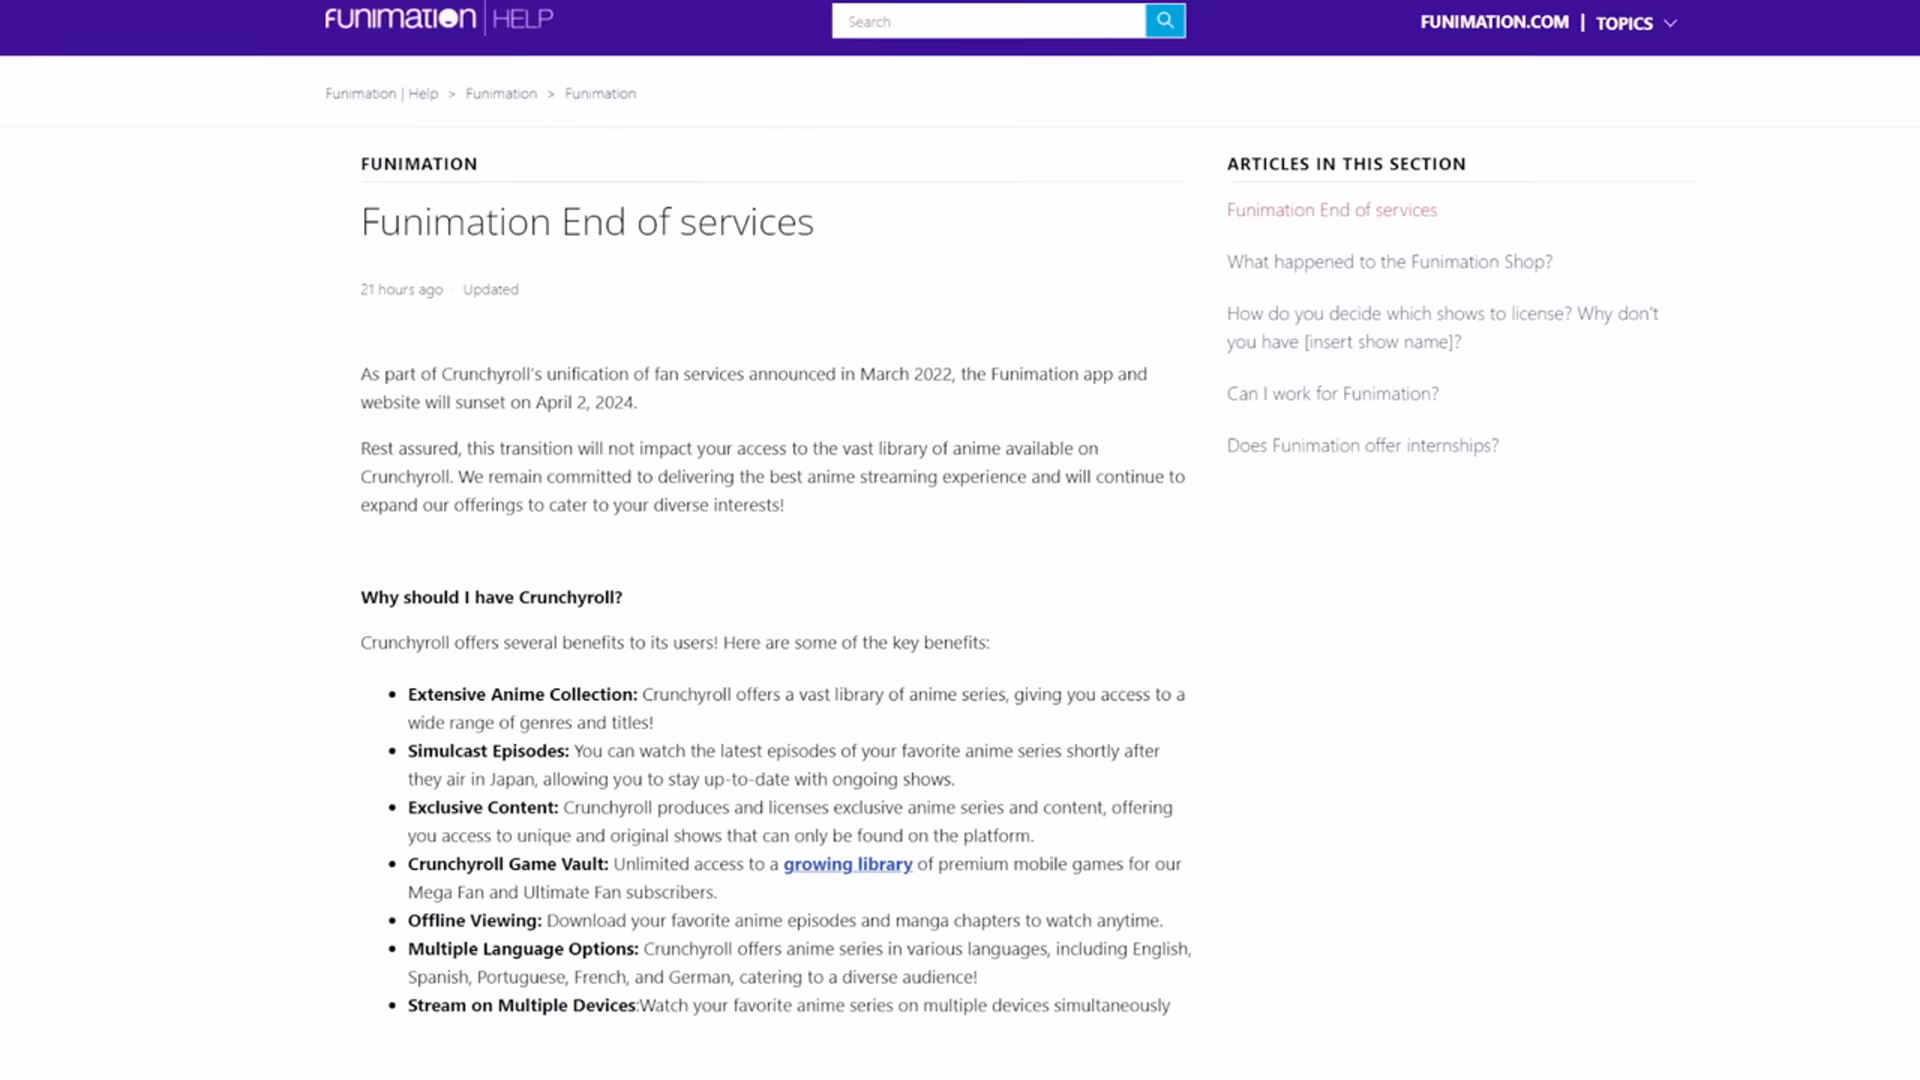 FUNIMATION | HELP
Search
FUNIMATION.COM | TOPICS
Funimation | Help > Funimation > Funimation
FUNIMATION
Funimation End of services
21 hours ago · Updated
As part of Crunchyroll's unification of fan services announced in March 2022, the Funimation app and
website will sunset on April 2, 2024.
Rest assured, this transition will not impact your access to the vast library of anime available on
Crunchyroll. We remain committed to delivering the best anime streaming experience and will continue to
expand our offerings to cater to your diverse interests!
Why should I have Crunchyroll?
Crunchyroll offers several benefits to its users! Here are some of the key benefits:
• Extensive Anime Collection: Crunchyroll offers a vast library of anime series, giving you access to a
wide range of genres and titles!
• Simulcast Episodes: You can watch the latest episodes of your favorite anime series shortly after
they air in Japan, allowing you to stay up-to-date with ongoing shows.
• Exclusive Content: Crunchyroll produces and licenses exclusive anime series and content, offering
you access to unique and original shows that can only be found on the platform.
• Crunchyroll Game Vault: Unlimited access to a growing library of premium mobile games for our
Mega Fan and Ultimate Fan subscribers.
• Offline Viewing: Download your favorite anime episodes and manga chapters to watch anytime.
• Multiple Language Options: Crunchyroll offers anime series in various languages, including English,
Spanish, Portuguese, French, and German, catering to a diverse audience!
• Stream on Multiple Devices:Watch your favorite anime series on multiple devices simultaneously
ARTICLES IN THIS SECTION
Funimation End of services
What happened to the Funimation Shop?
How do you decide which shows to license? Why don't
you have [insert show name]?
Can I work for Funimation?
Does Funimation offer internships?